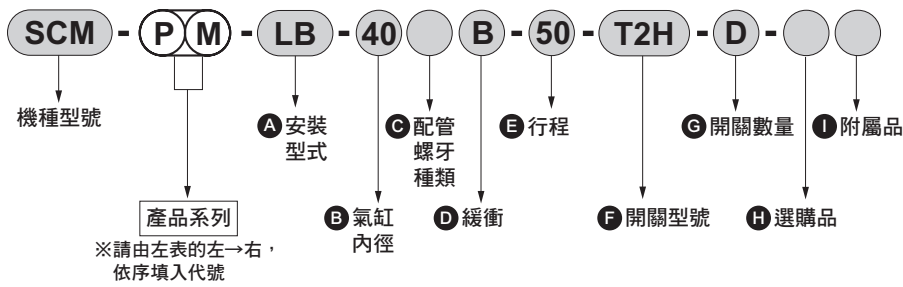 SCM - P M - LB - 40 B - 50 - T2H - D -
機種型號
A 安裝
型式
C 配管
螺牙
種類
E 行程
G 開關數量
I 附屬品
產品系列
※請由左表的左→右，
依序填入代號
B 氣缸
內徑
D 緩衝
F 開關型號
H 選購品